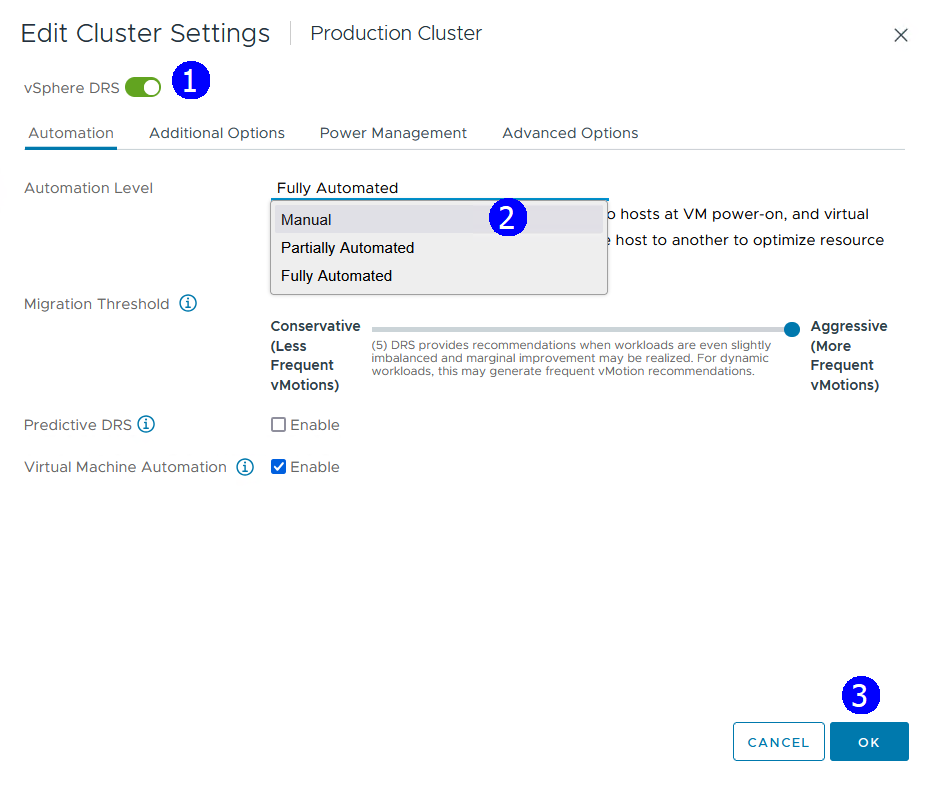 Edit Cluster Settings | Production Cluster
vSphere DRS 1
Automation Additional Options Power Management Advanced Options
Automation Level Fully Automated
Manual 2 hosts at VM power-on, and virtual
Partially Automated host to another to optimize resource
Fully Automated
Migration Threshold
Conservative
(Less
Frequent
vMotions)
(5) DRS provides recommendations when workloads are even slightly
imbalanced and marginal improvement may be realized. For dynamic
workloads, this may generate frequent vMotion recommendations.
Aggressive
(More
Frequent
vMotions)
Predictive DRS Enable
Virtual Machine Automation Enable
3
CANCEL OK